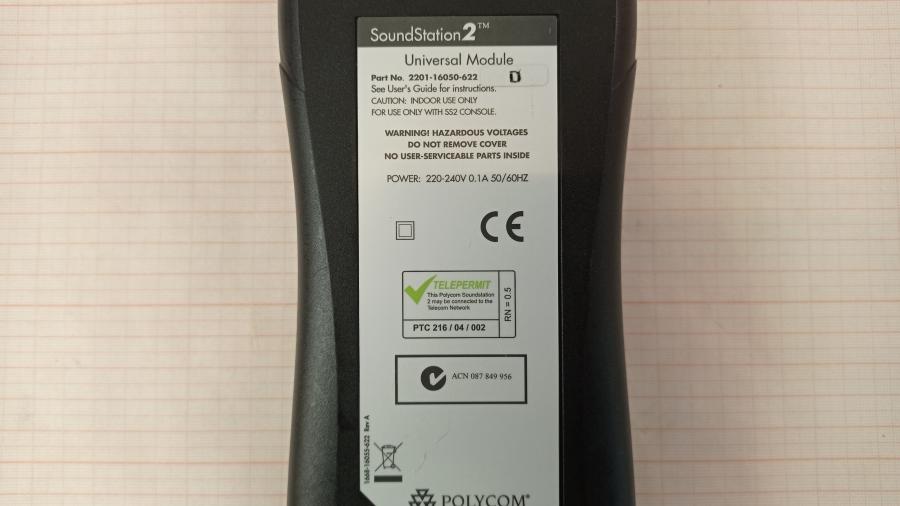 SoundStation2™
Universal Module
Part No. 2201-16050-622 D
See User's Guide for instructions.
CAUTION: INDOOR USE ONLY
FOR USE ONLY WITH SS2 CONSOLE.
WARNING! HAZARDOUS VOLTAGES
DO NOT REMOVE COVER
NO USER-SERVICEABLE PARTS INSIDE
POWER: 220-240V 0.1A 50/60HZ
CE
TELEPERMIT
This Polycom Soundstation
2 may be connected to the
Telecom Network
PTC 216 / 04 / 002
RN = 0.5
ACN 087 849 956
1668-16055-622 Rev A
POLYCOM®